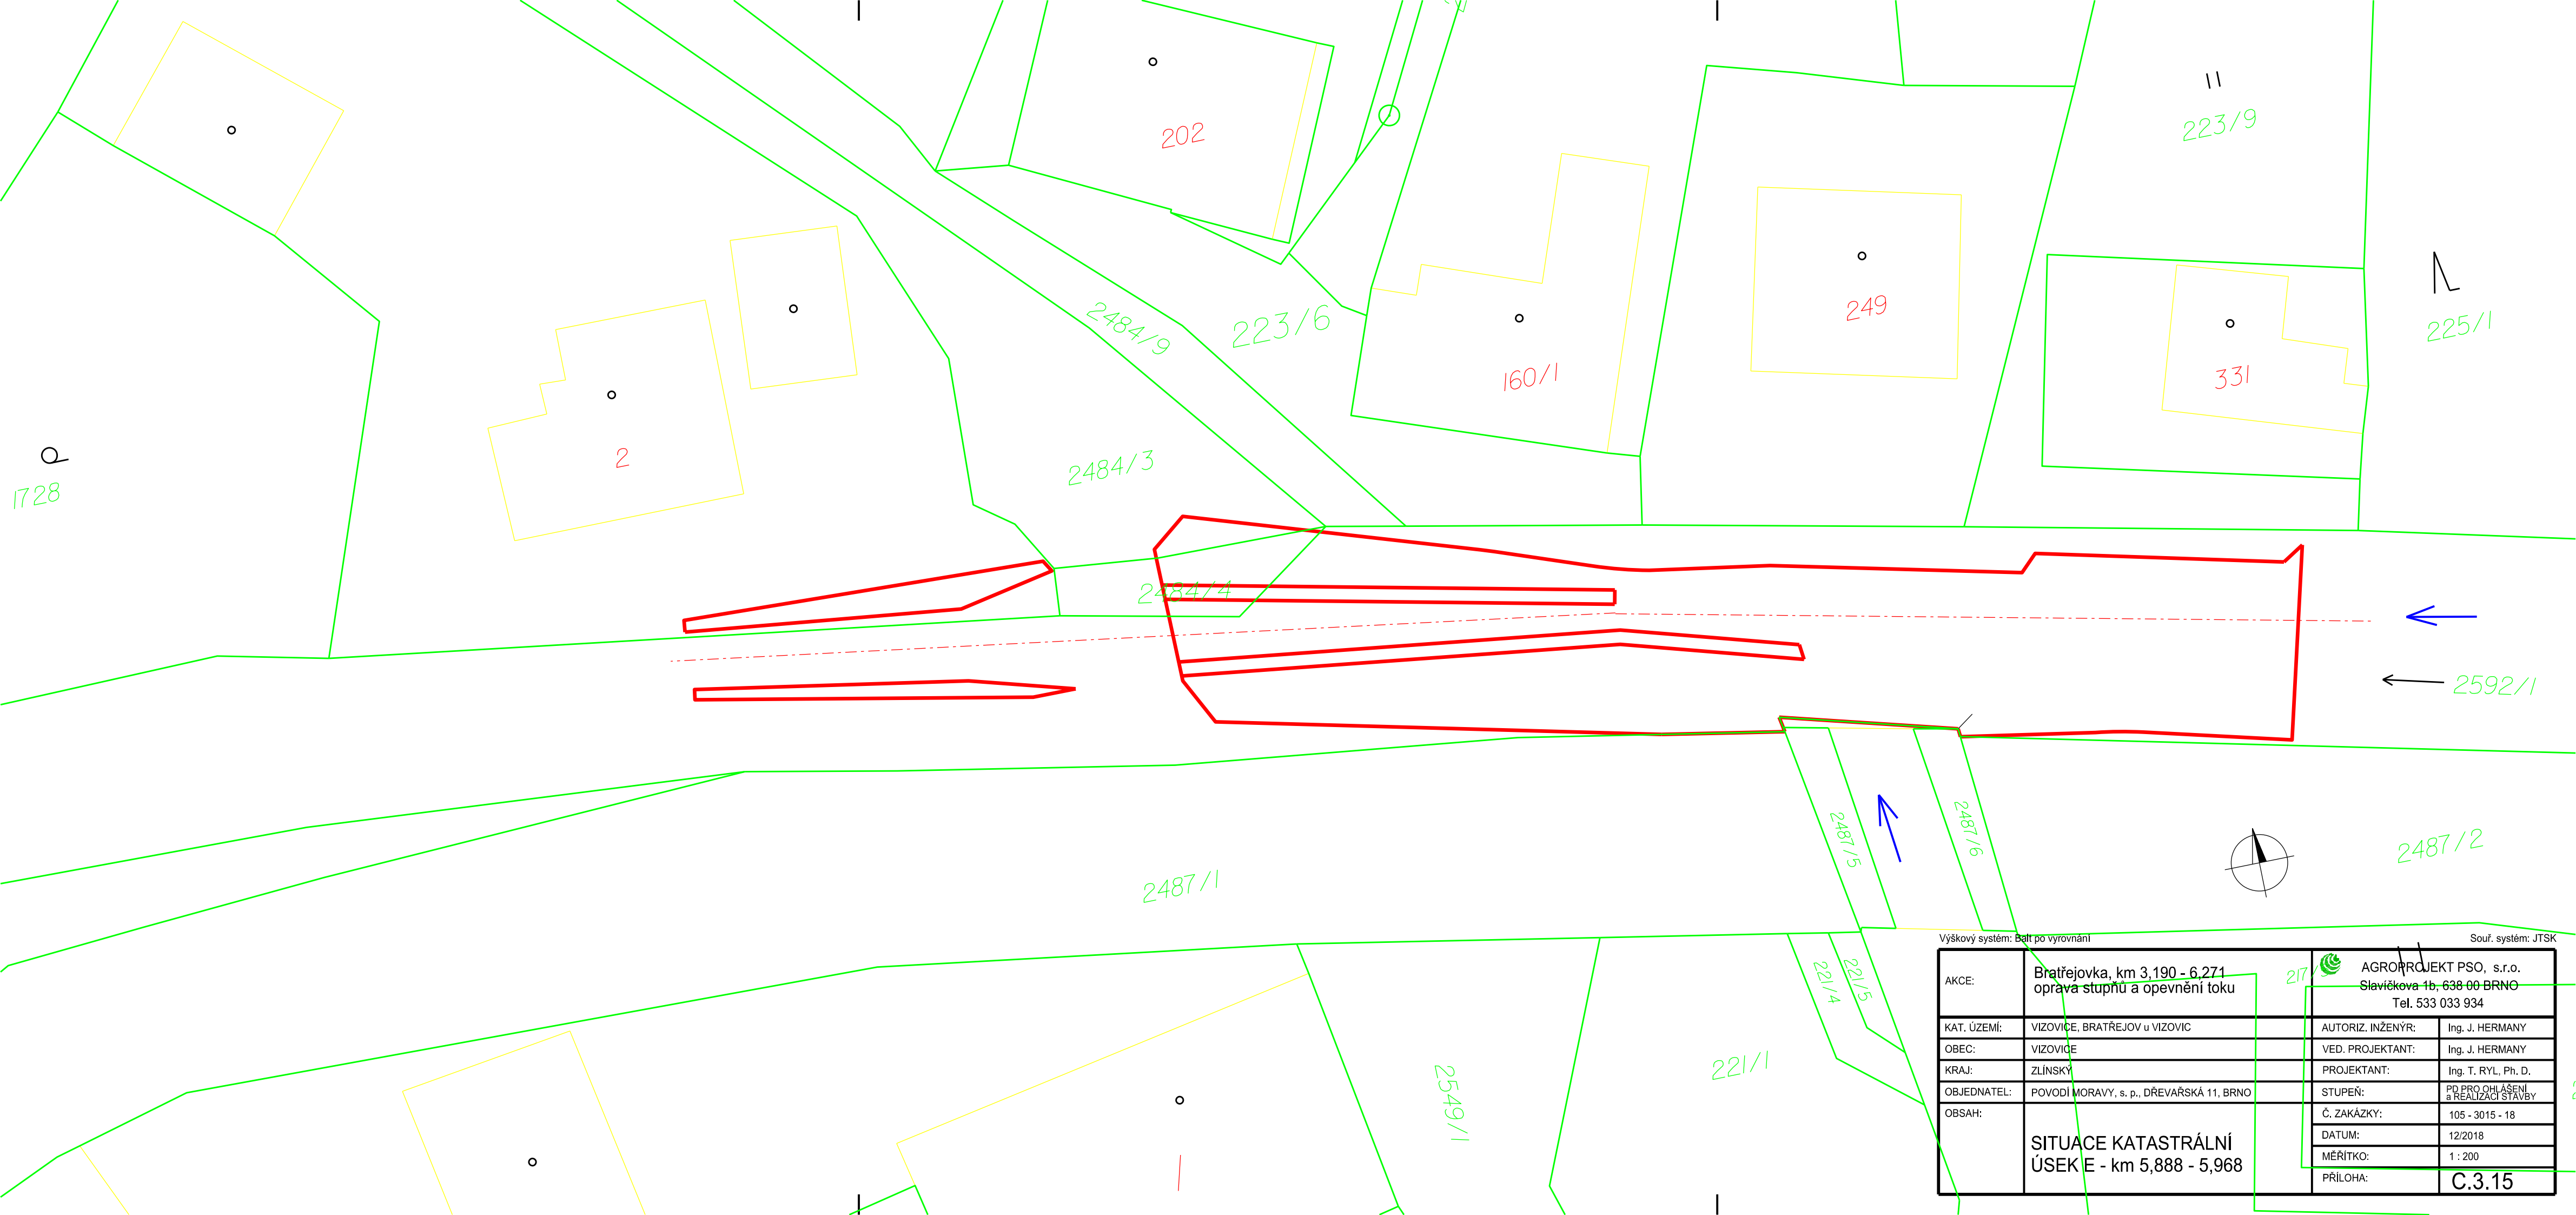 202
223/9
2484/9
223/6
249
225/1
160/1
331
2
2484/3
1728
2484/4
2592/1
2487/5
2487/6
2487/2
2487/1
221/4
221/5
2549/1
221/1
1
Výškový systém: Balt po vyrovnání
Souř. systém: JTSK
AKCE:
Bratřejovka, km 3,190 - 6,271
oprava stupňů a opevnění toku
AGROPROJEKT PSO, s.r.o.
Slavíčkova 1b, 638 00 BRNO
Tel. 533 033 934
KAT. ÚZEMÍ: VIZOVICE, BRATŘEJOV u VIZOVIC
AUTORIZ. INŽENÝR: Ing. J. HERMANY
OBEC: VIZOVICE
VED. PROJEKTANT: Ing. J. HERMANY
KRAJ: ZLÍNSKÝ
PROJEKTANT: Ing. T. RYL, Ph. D.
OBJEDNATEL: POVODÍ MORAVY, s. p., DŘEVAŘSKÁ 11, BRNO
STUPEŇ: PD PRO OHLÁŠENÍ
a REALIZACI STAVBY
OBSAH:
SITUACE KATASTRÁLNÍ
ÚSEK E - km 5,888 - 5,968
Č. ZAKÁZKY: 105 - 3015 - 18
DATUM: 12/2018
MĚŘÍTKO: 1 : 200
PŘÍLOHA: C.3.15